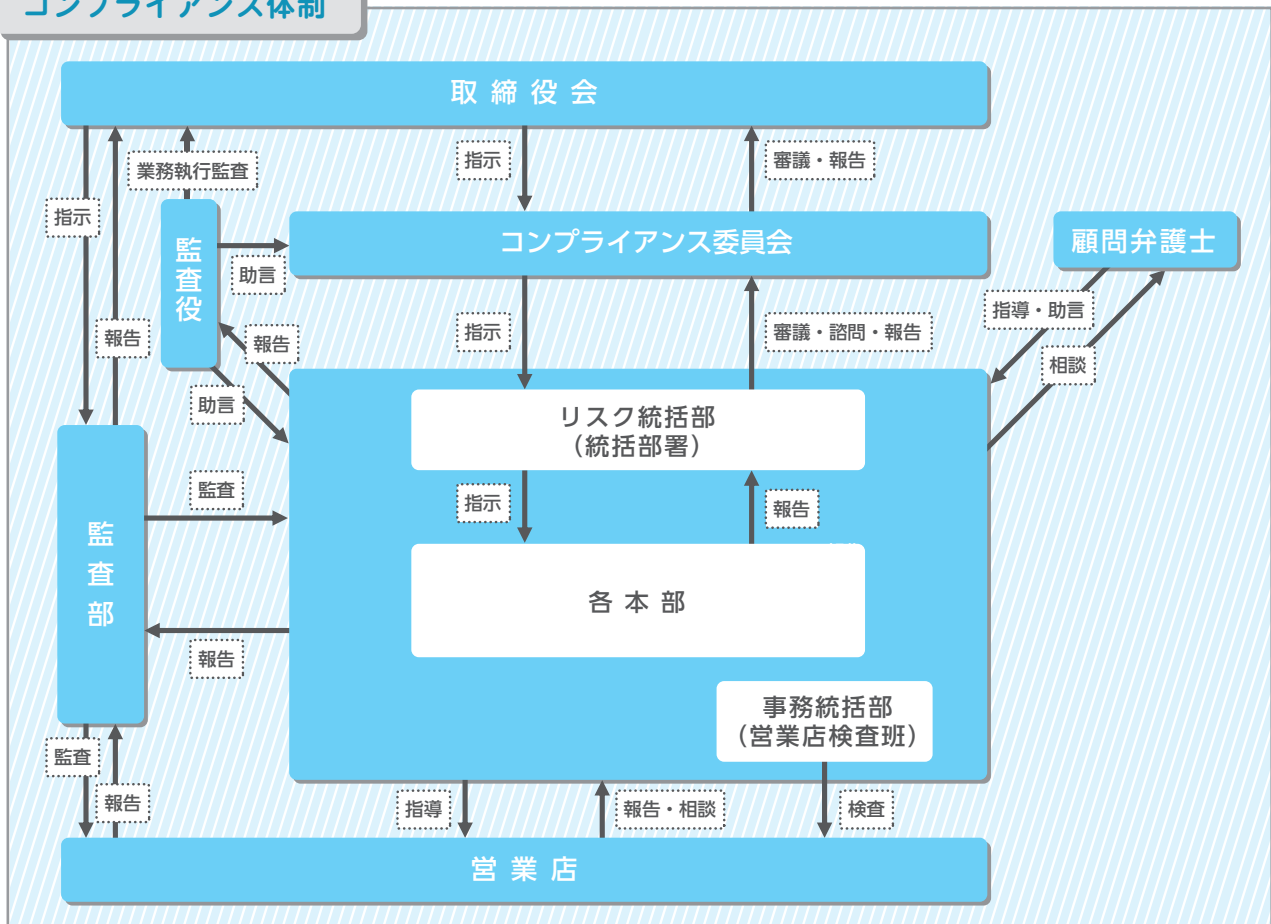 コンプライアンス体制
取締役会
業務執行監査
指示
審議・報告
指示
監査役
助言
コンプライアンス委員会
顧問弁護士
報告
報告
指示
審議・諮問・報告
指導・助言
相談
助言
リスク統括部
(統括部署)
監査
指示
報告
監査部
各本部
報告
事務統括部
(営業店検査班)
監査
報告
指導
報告・相談
検査
営業店